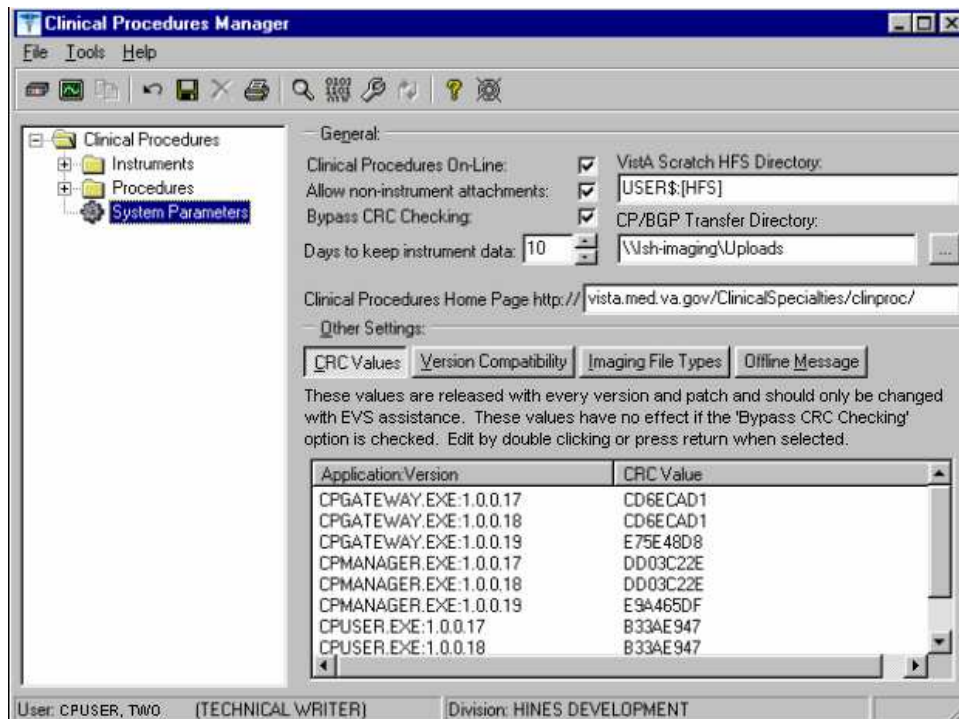 Clinical Procedures Manager
File Tools Help
Clinical Procedures
Instruments
Procedures
System Parameters
General:
Clinical Procedures On-Line:
Allow non-instrument attachments:
Bypass CRC Checking:
Days to keep instrument data: 10
VistA Scratch HFS Directory:
USER$:[HFS]
CP/BGP Transfer Directory:
\\Ish-imaging\Uploads
...
Clinical Procedures Home Page http:// vista.med.va.gov/ClinicalSpecialties/clinproc/
Other Settings:
CRC Values Version Compatibility Imaging File Types Offline Message
These values are released with every version and patch and should only be changed
with EVS assistance. These values have no effect if the 'Bypass CRC Checking'
option is checked. Edit by double clicking or press return when selected.
Application:Version CRC Value
CPGATEWAY.EXE:1.0.0.17 CD6ECAD1
CPGATEWAY.EXE:1.0.0.18 CD6ECAD1
CPGATEWAY.EXE:1.0.0.19 E75E48D8
CPMANAGER.EXE:1.0.0.17 DD03C22E
CPMANAGER.EXE:1.0.0.18 DD03C22E
CPMANAGER.EXE:1.0.0.19 E9A465DF
CPUSER.EXE:1.0.0.17 B33AE947
CPUSER.EXE:1.0.0.18 B33AE947
User: CPUSER, TWO (TECHNICAL WRITER) Division: HINES DEVELOPMENT